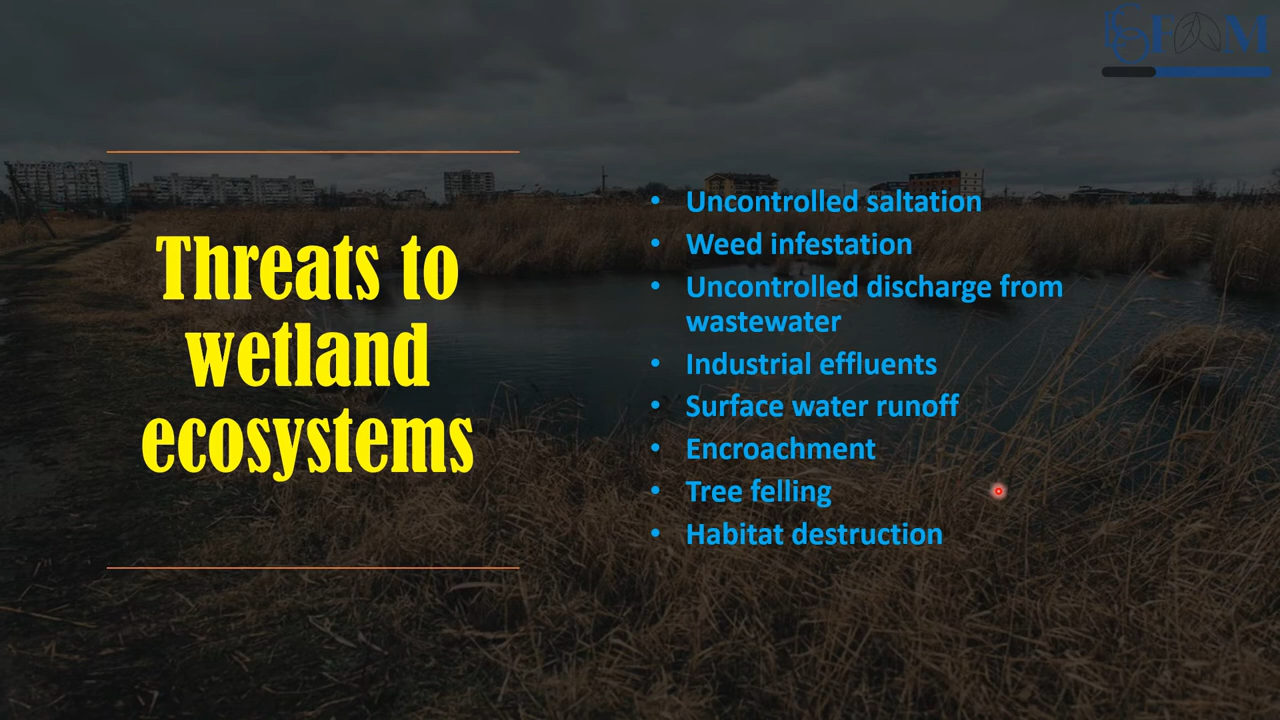 Threats to
wetland
ecosystems
• Uncontrolled saltation
• Weed infestation
• Uncontrolled discharge from
wastewater
• Industrial effluents
• Surface water runoff
• Encroachment
• Tree felling
• Habitat destruction